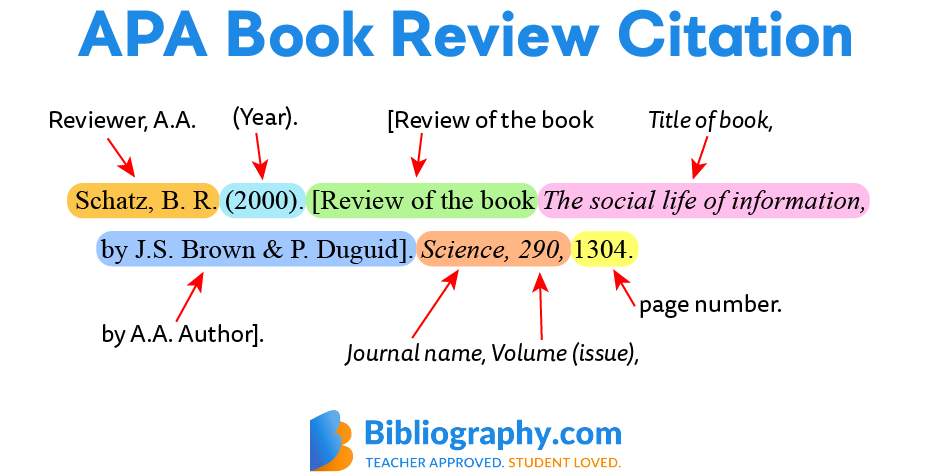 APA Book Review Citation
Reviewer, A.A.
(Year).
[Review of the book
Title of book,
Schatz, B. R. (2000). [Review of the book The social life of information,
by J.S. Brown & P. Duguid]. Science, 290, 1304.
by A.A. Author].
Journal name, Volume (issue),
page number.
Bibliography.com
TEACHER APPROVED. STUDENT LOVED.